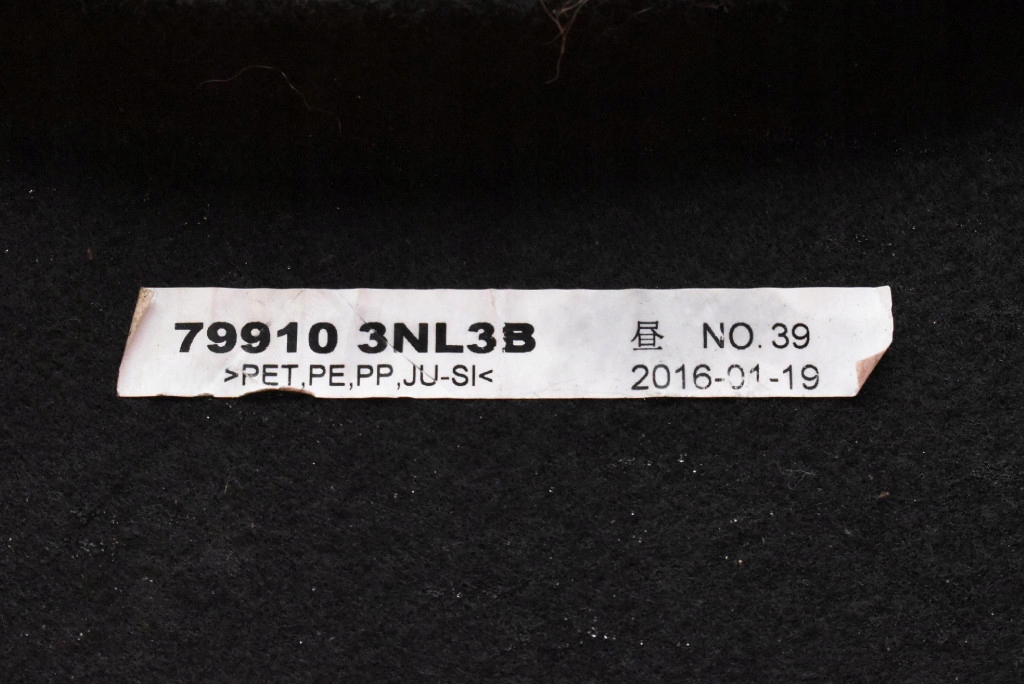 79910 3NL3B 昼 NO. 39
>PET,PE,PP,JU-SI< 2016-01-19